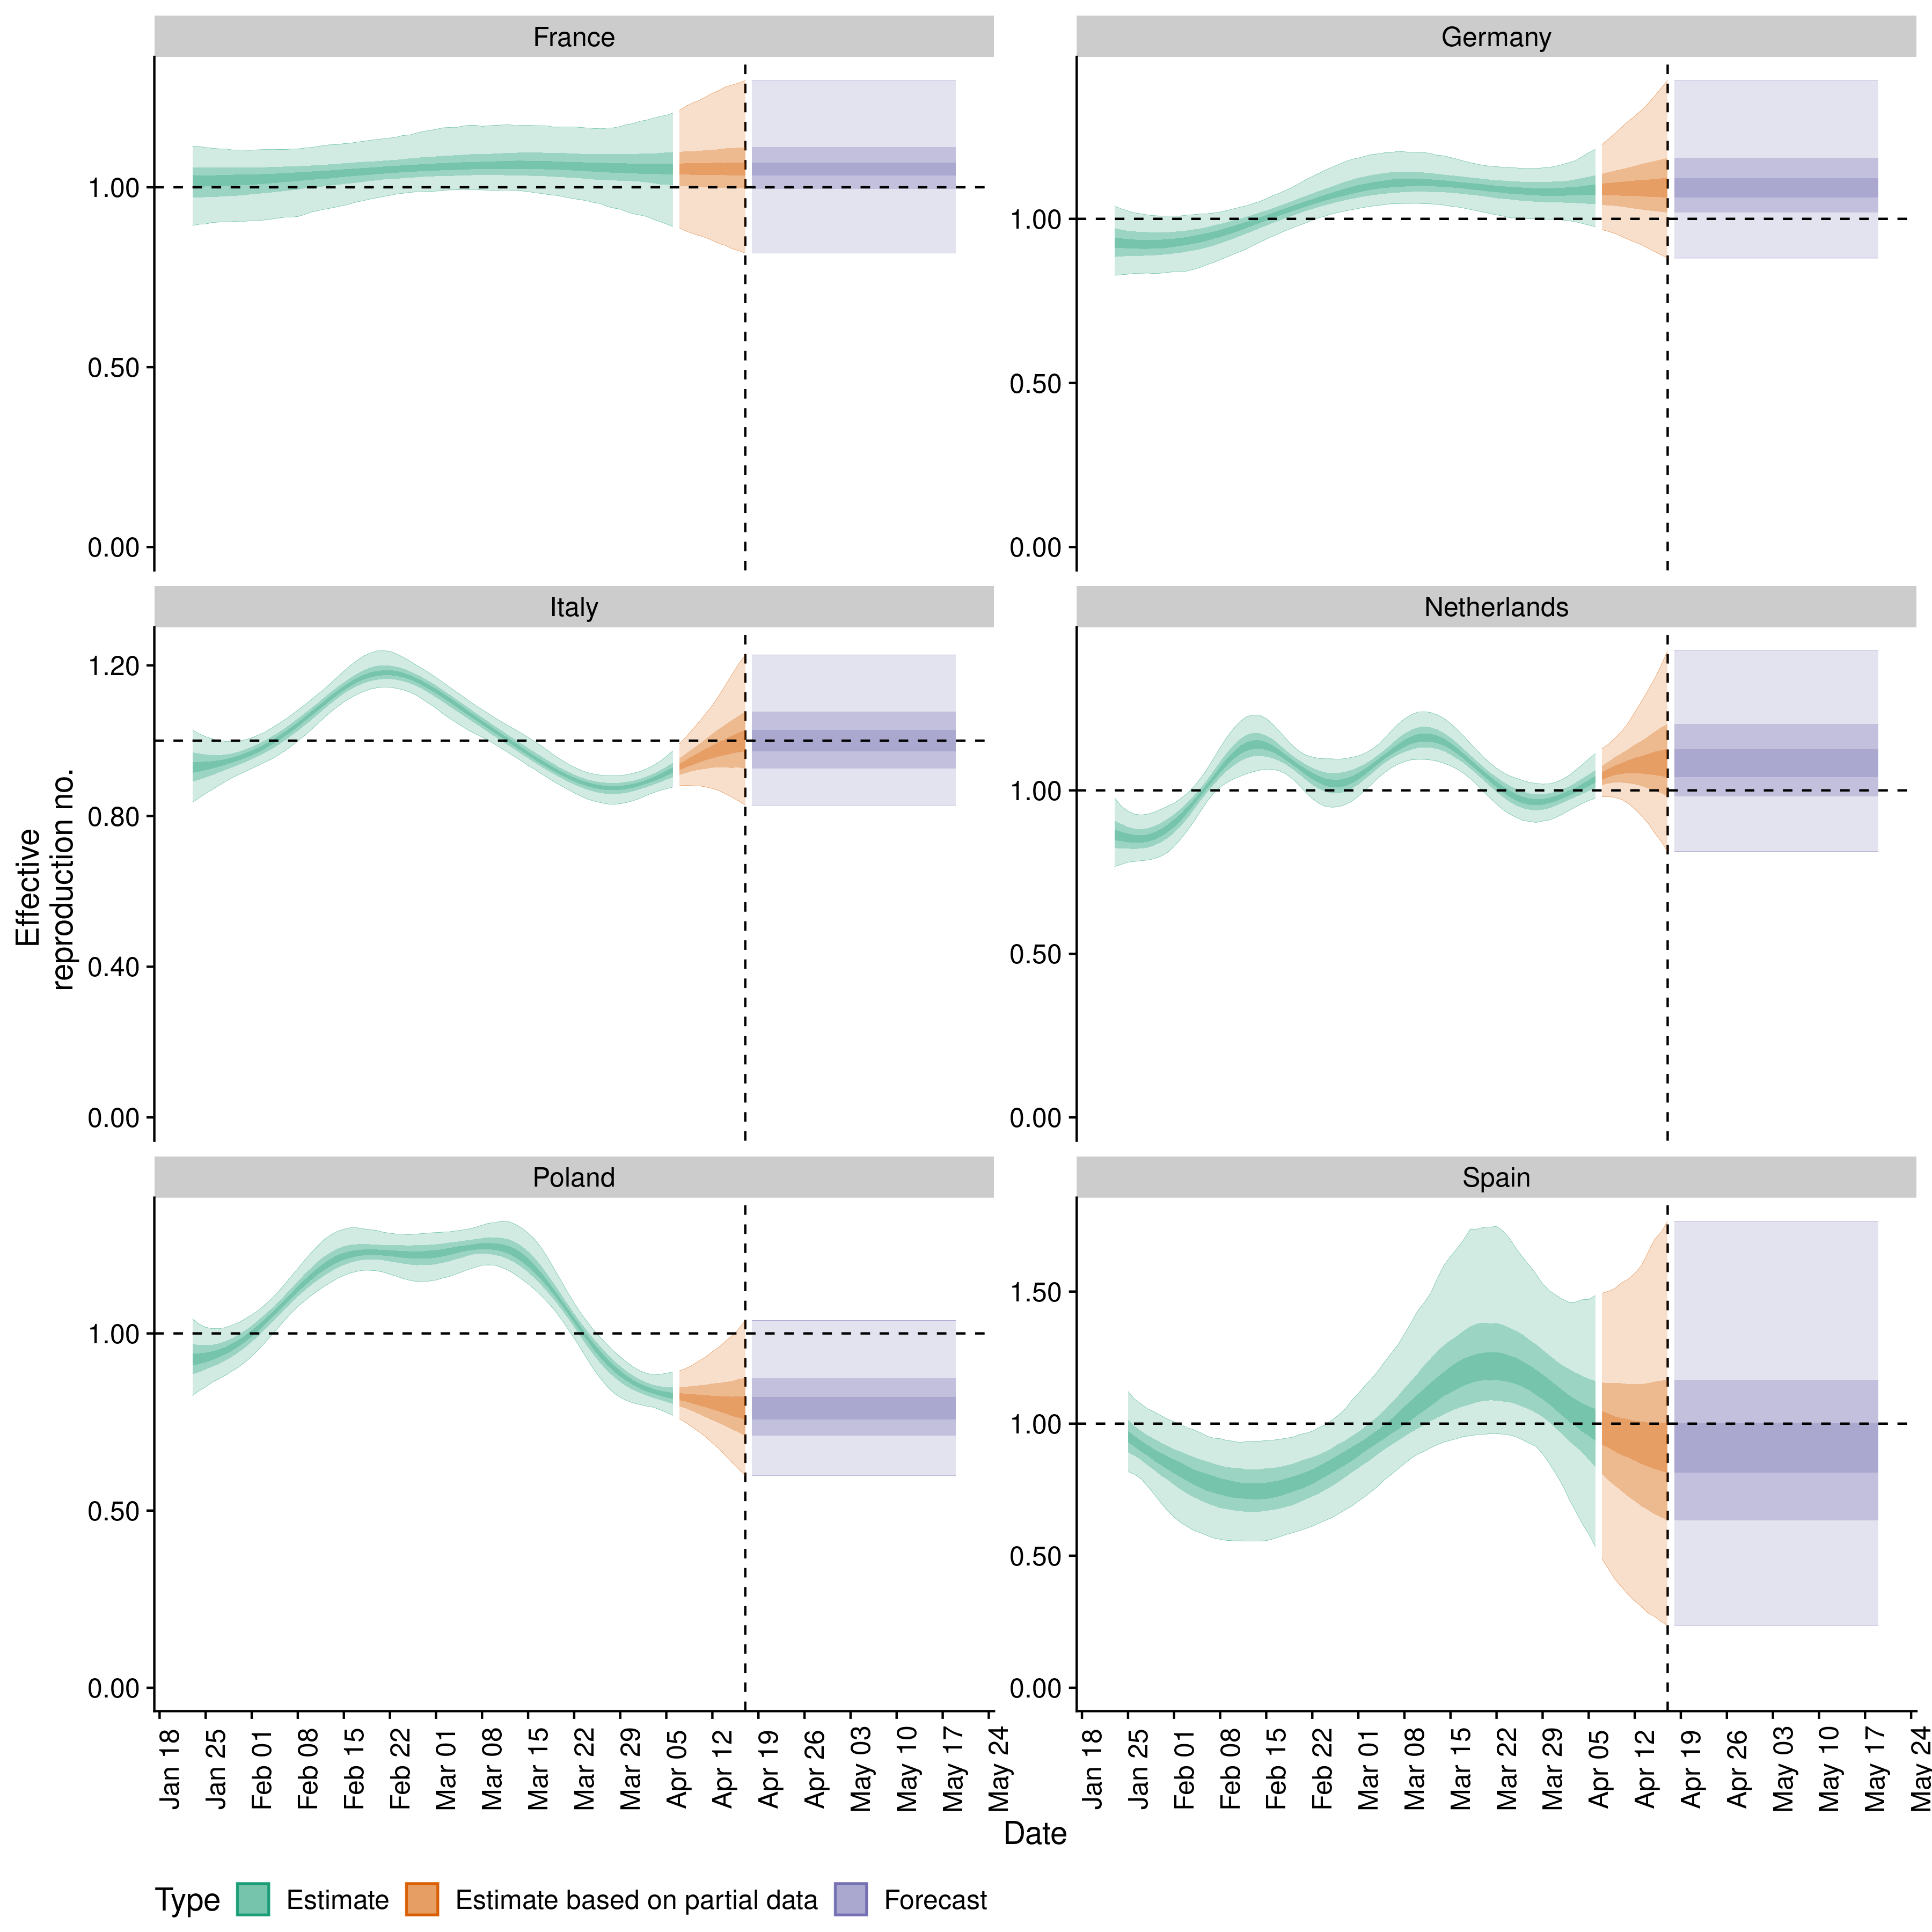 France
Germany
1.00
0.50
0.00
1.00
0.50
0.00
Italy
Netherlands
1.20
0.80
0.40
0.00
1.00
0.50
0.00
Effective
reproduction no.
Poland
Spain
1.00
0.50
0.00
1.50
1.00
0.50
0.00
Jan 18
Jan 25
Feb 01
Feb 08
Feb 15
Feb 22
Mar 01
Mar 08
Mar 15
Mar 22
Mar 29
Apr 05
Apr 12
Apr 19
Apr 26
May 03
May 10
May 17
May 24
Jan 18
Jan 25
Feb 01
Feb 08
Feb 15
Feb 22
Mar 01
Mar 08
Mar 15
Mar 22
Mar 29
Apr 05
Apr 12
Apr 19
Apr 26
May 03
May 10
May 17
May 24
Date
Type Estimate Estimate based on partial data Forecast